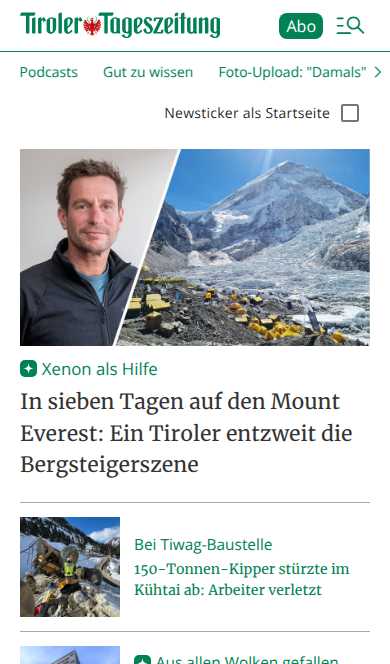 Tiroler Tageszeitung
Abo
Podcasts Gut zu wissen Foto-Upload: "Damals"
Newsticker als Startseite
Xenon als Hilfe
In sieben Tagen auf den Mount
Everest: Ein Tiroler entzweit die
Bergsteigerszene
Bei Tiwag-Baustelle
150-Tonnen-Kipper stürzte im
Kühtai ab: Arbeiter verletzt
Aus allen Wolken gefallen